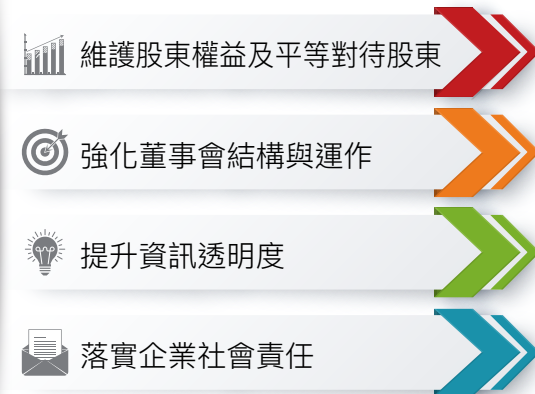 維護股東權益及平等對待股東
強化董事會結構與運作
提升資訊透明度
落實企業社會責任